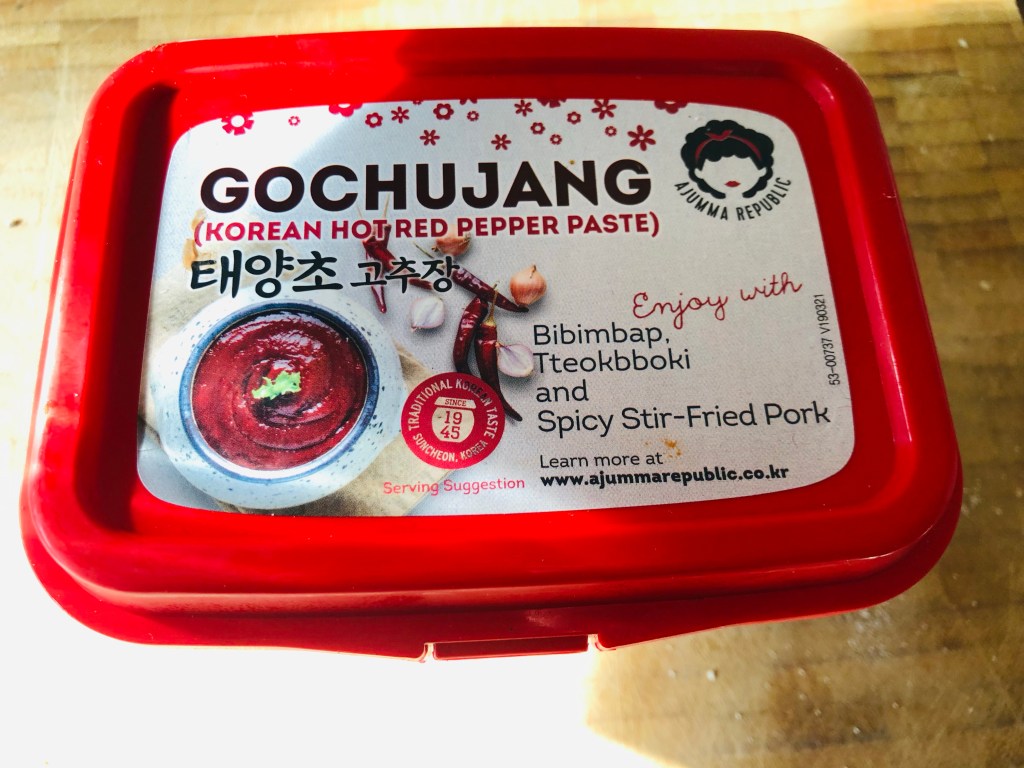 GOCHUJANG
(KOREAN HOT RED PEPPER PASTE)
태양초 고추장
AJUMMA REPUBLIC
Enjoy with
Bibimbap,
Tteokbboki
and
Spicy Stir-Fried Pork
Learn more at
www.ajummarepublic.co.kr
TRADITIONAL KOREAN TASTE
SINCE
19
45
SUNCHEON, KOREA
Serving Suggestion
53-00737 V190321